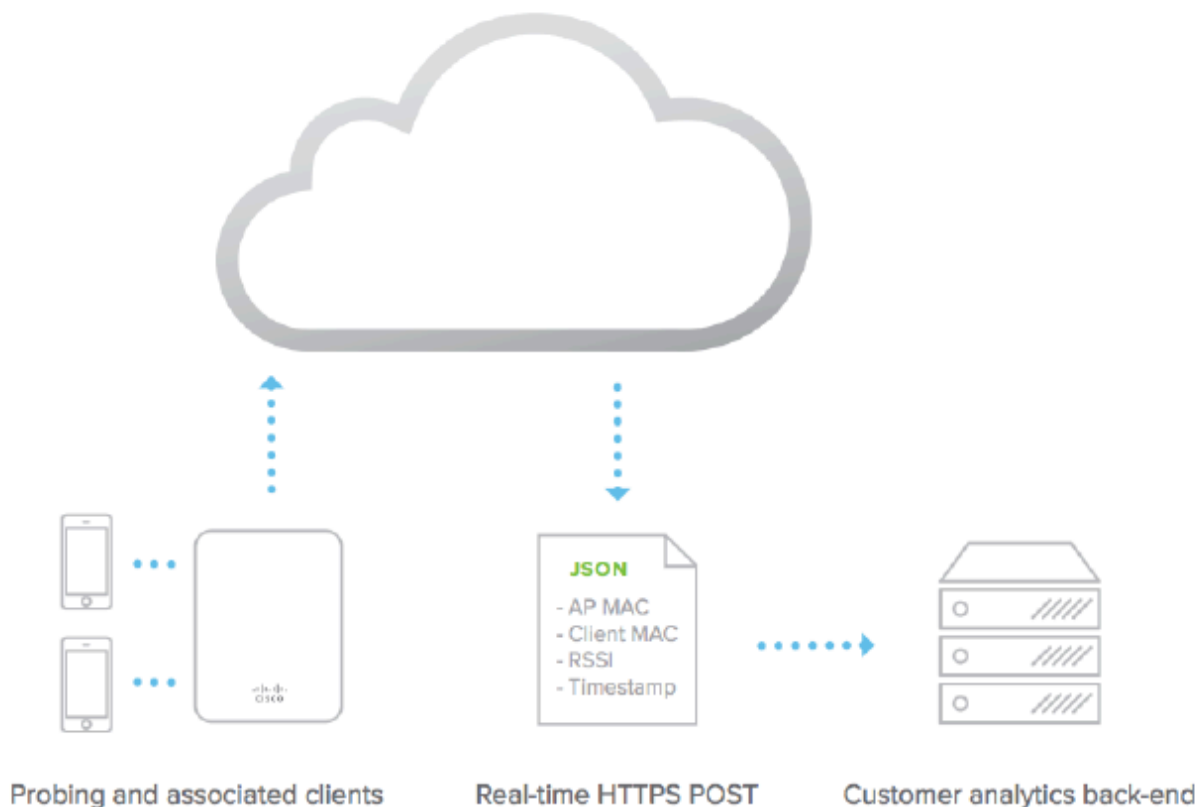 CISCO
JSON
- AP MAC
- Client MAC
- RSSI
- Timestamp
Probing and associated clients
Real-time HTTPS POST
Customer analytics back-end